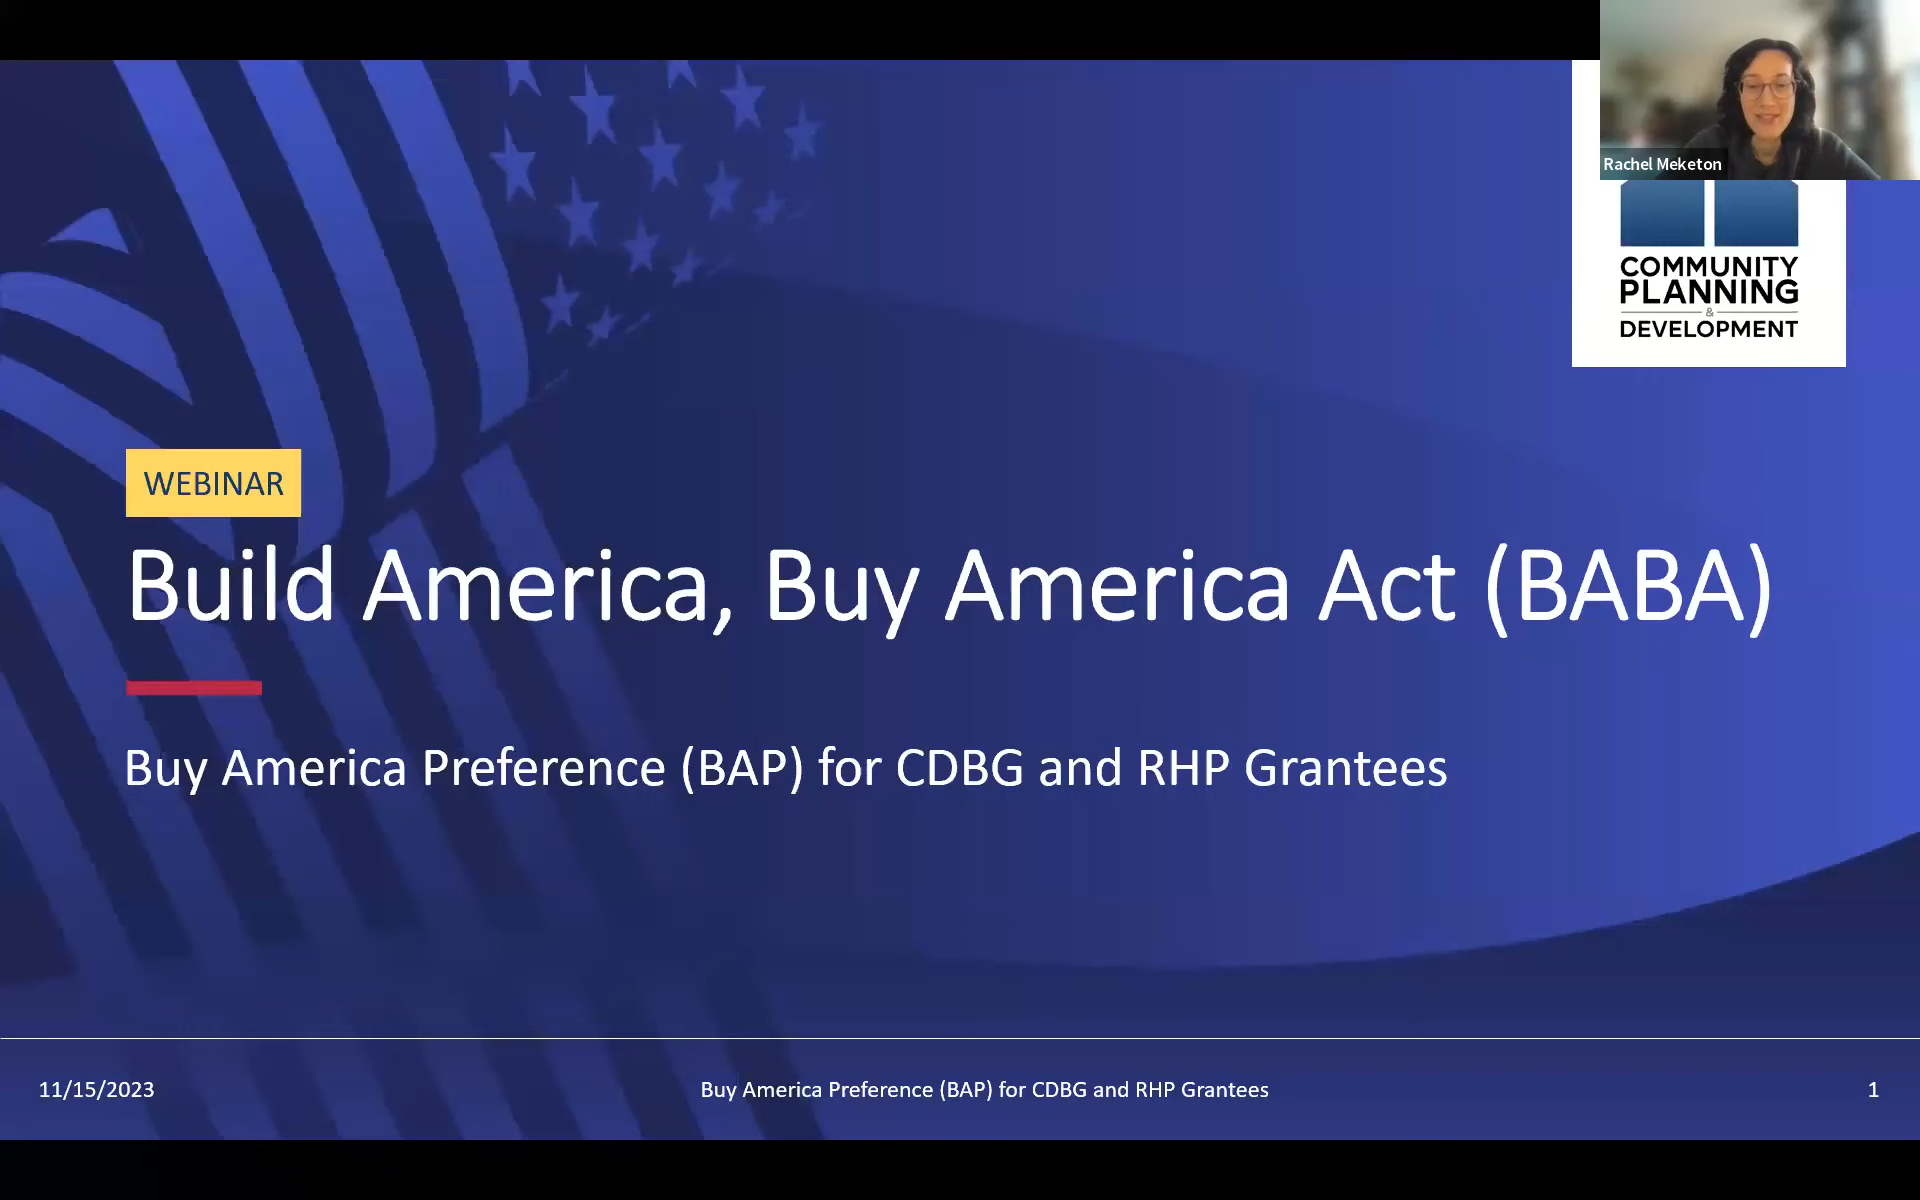 Rachel Meketon
COMMUNITY
PLANNING
&
DEVELOPMENT
WEBINAR
Build America, Buy America Act (BABA)
Buy America Preference (BAP) for CDBG and RHP Grantees
11/15/2023
Buy America Preference (BAP) for CDBG and RHP Grantees
1